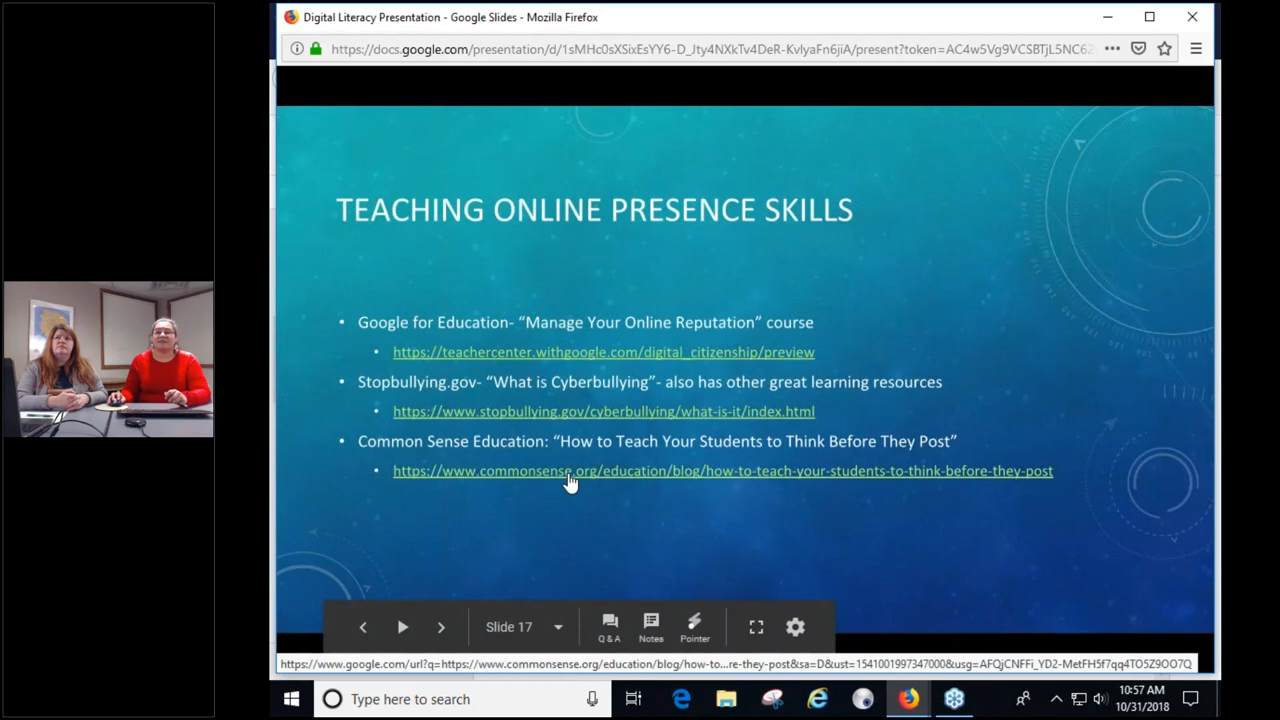 Digital Literacy Presentation - Google Slides - Mozilla Firefox
https://docs.google.com/presentation/d/1sMHc0sXSixEsYY6-D_Jty4NXkTv4DeR-KvIyaFn6jiA/present?token=AC4w5Vg9VCSBTjL5NC62
TEACHING ONLINE PRESENCE SKILLS
• Google for Education- “Manage Your Online Reputation” course
• https://teachercenter.withgoogle.com/digital_citizenship/preview
• Stopbullying.gov- “What is Cyberbullying”- also has other great learning resources
• https://www.stopbullying.gov/cyberbullying/what-is-it/index.html
• Common Sense Education: “How to Teach Your Students to Think Before They Post”
• https://www.commonsense.org/education/blog/how-to-teach-your-students-to-think-before-they-post
Slide 17
Q & A
Notes
Pointer
https://www.google.com/url?q=https://www.commonsense.org/education/blog/how-to...re-they-post&sa=D&ust=1541001997347000&usg=AFQjCNFFi_YD2-MetFH5f7qq4TO5Z9OO7Q
Type here to search
10:57 AM
10/31/2018